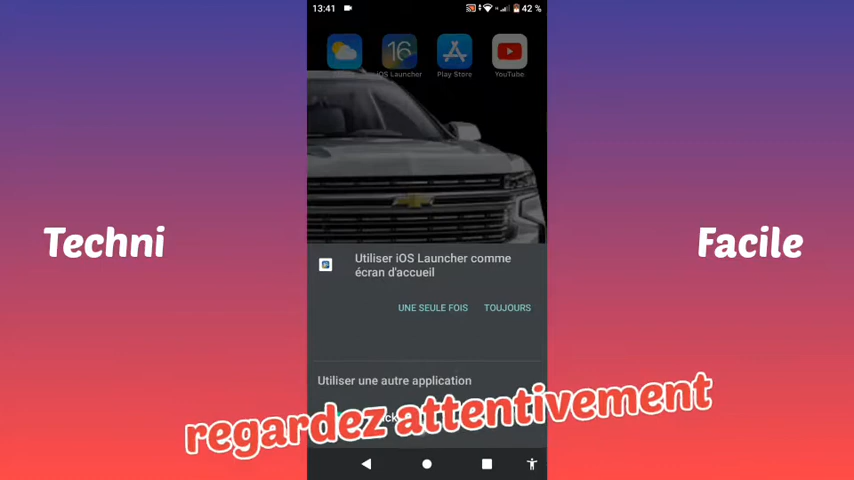 13:41
42 %
16
iOS Launcher
Play Store
YouTube
Techni
Facile
Utiliser iOS Launcher comme
écran d'accueil
UNE SEULE FOIS
TOUJOURS
Utiliser une autre application
regardez attentivement